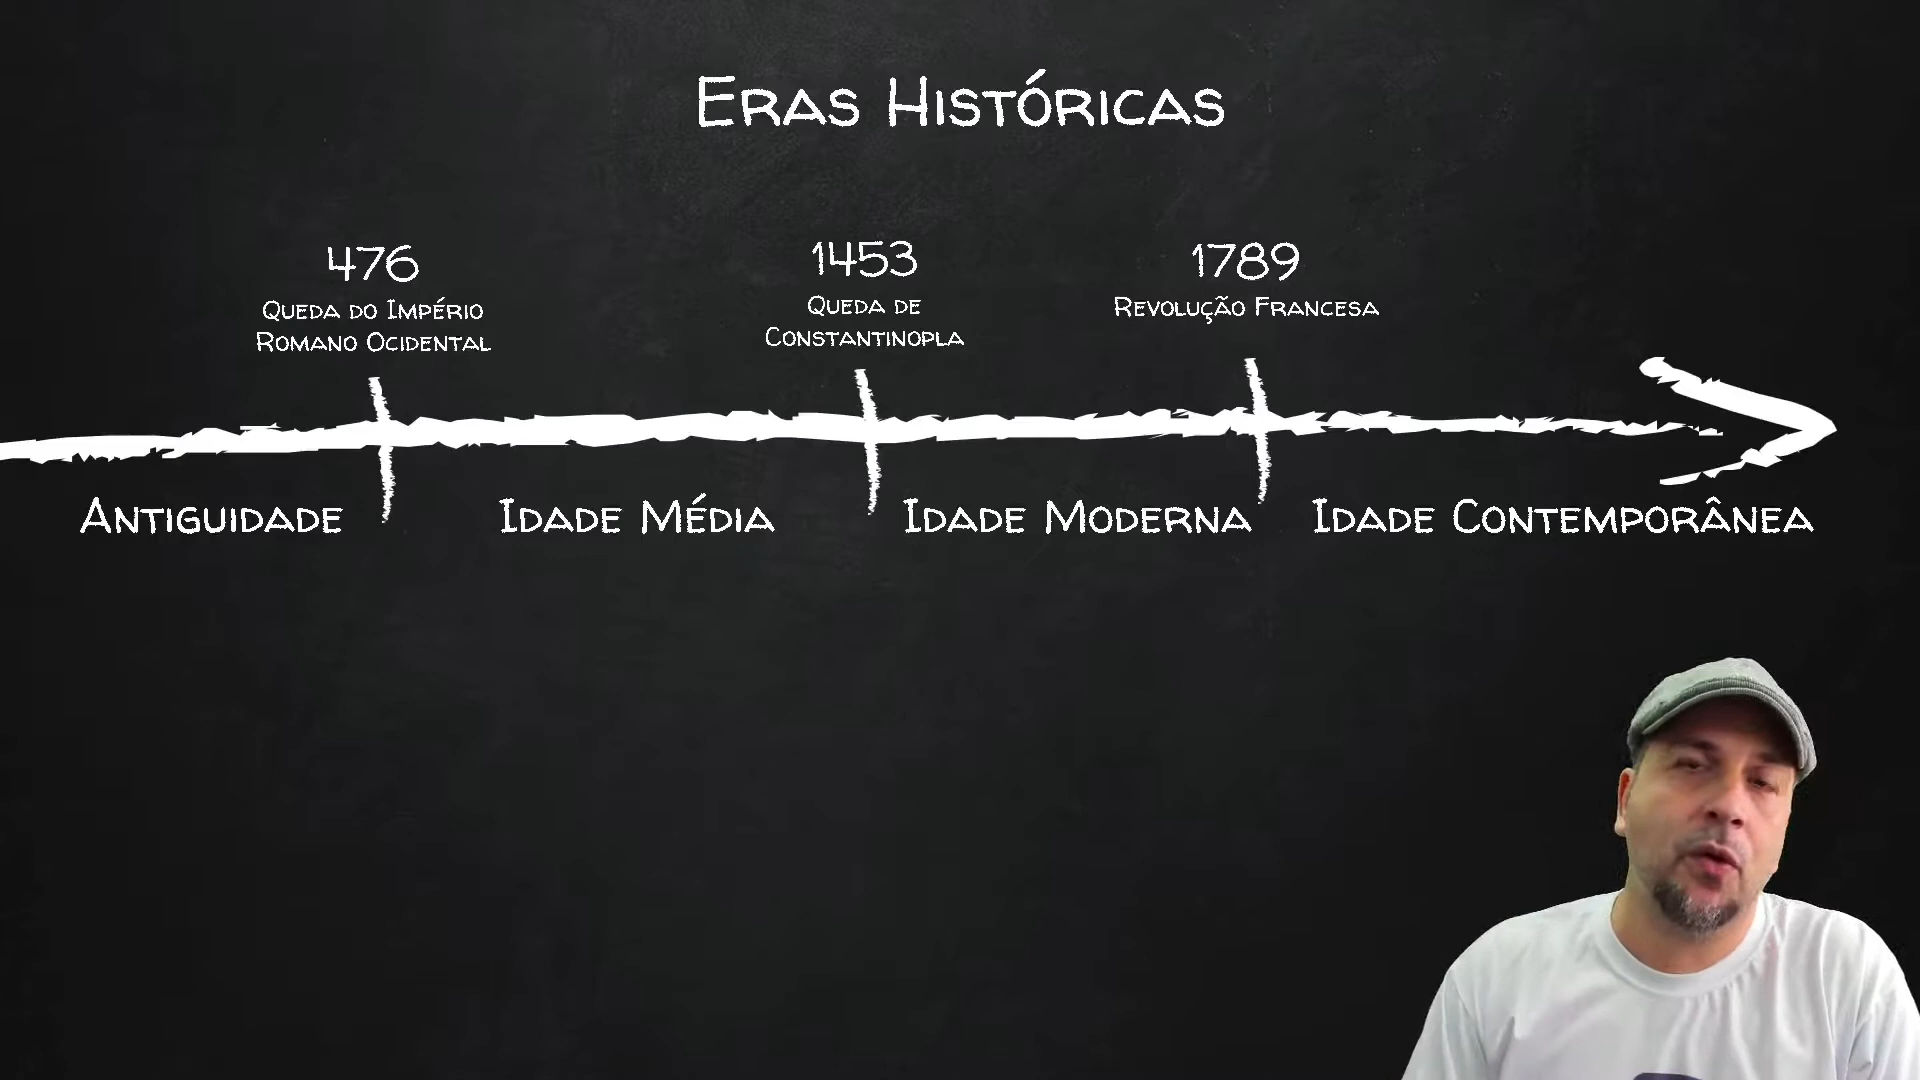 Eras Históricas
476
Queda do Império
Romano Ocidental
1453
Queda de
Constantinopla
1789
Revolução Francesa
Antiguidade
Idade Média
Idade Moderna
Idade Contemporânea